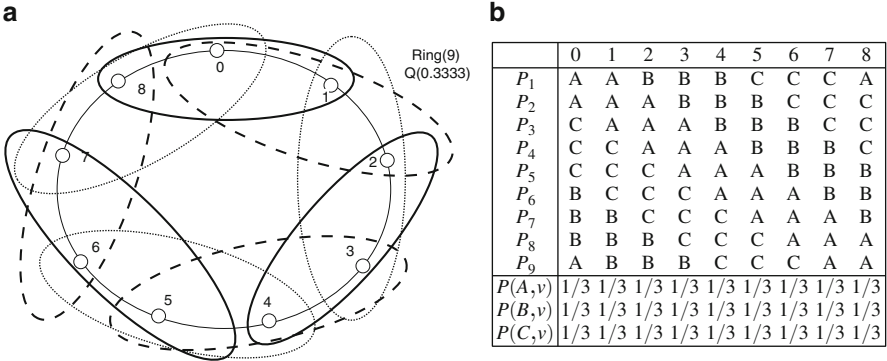 a
Ring(9)
Q(0.3333)
0
1
2
3
4
5
6
7
8
b
0 1 2 3 4 5 6 7 8
P1 A A B B B C C C A
P2 A A A B B B C C C
P3 C A A A B B B C C
P4 C C A A A B B B C
P5 C C C A A A B B B
P6 B C C C A A A B B
P7 B B C C C A A A B
P8 B B B C C C A A A
P9 A B B B C C C A A
P(A,v) 1/3 1/3 1/3 1/3 1/3 1/3 1/3 1/3 1/3
P(B,v) 1/3 1/3 1/3 1/3 1/3 1/3 1/3 1/3 1/3
P(C,v) 1/3 1/3 1/3 1/3 1/3 1/3 1/3 1/3 1/3